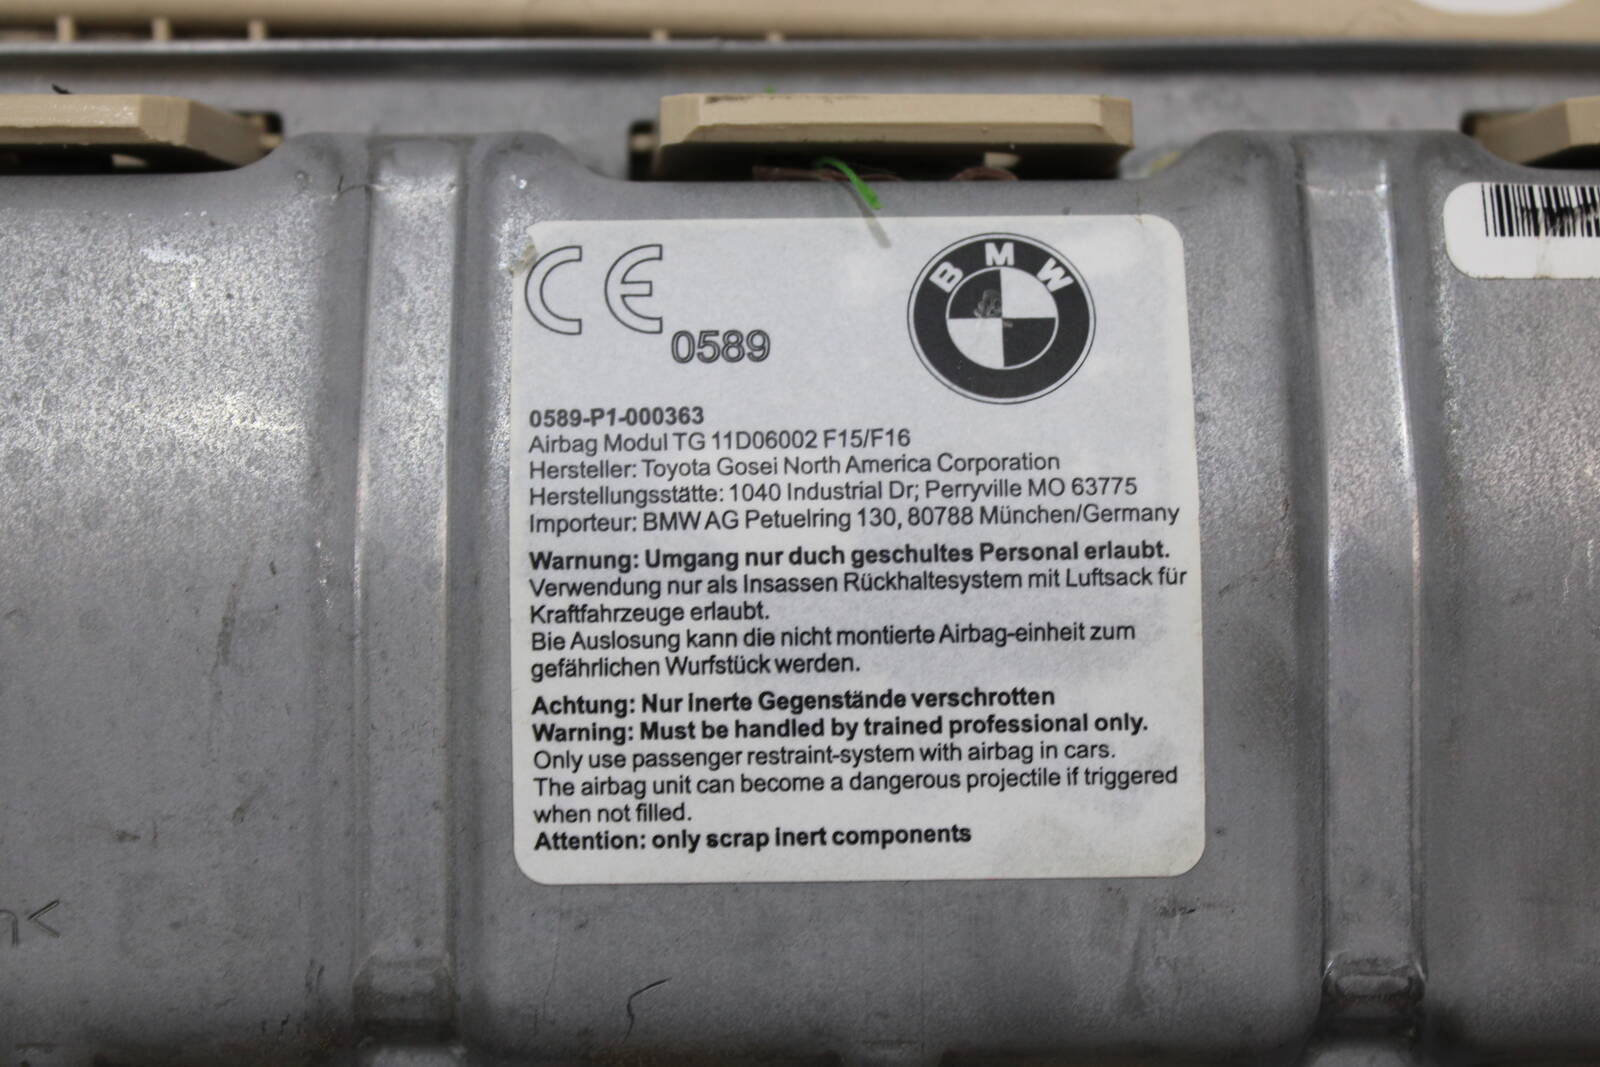 CE
0589
BMW
0589-P1-000363
Airbag Modul TG 11D06002 F15/F16
Hersteller: Toyota Gosei North America Corporation
Herstellungsstätte: 1040 Industrial Dr; Perryville MO 63775
Importeur: BMW AG Petuelring 130, 80788 München/Germany
Warnung: Umgang nur duch geschultes Personal erlaubt.
Verwendung nur als Insassen Rückhaltesystem mit Luftsack für
Kraftfahrzeuge erlaubt.
Bie Auslosung kann die nicht montierte Airbag-einheit zum
gefährlichen Wurfstück werden.
Achtung: Nur inerte Gegenstände verschrotten
Warning: Must be handled by trained professional only.
Only use passenger restraint-system with airbag in cars.
The airbag unit can become a dangerous projectile if triggered
when not filled.
Attention: only scrap inert components